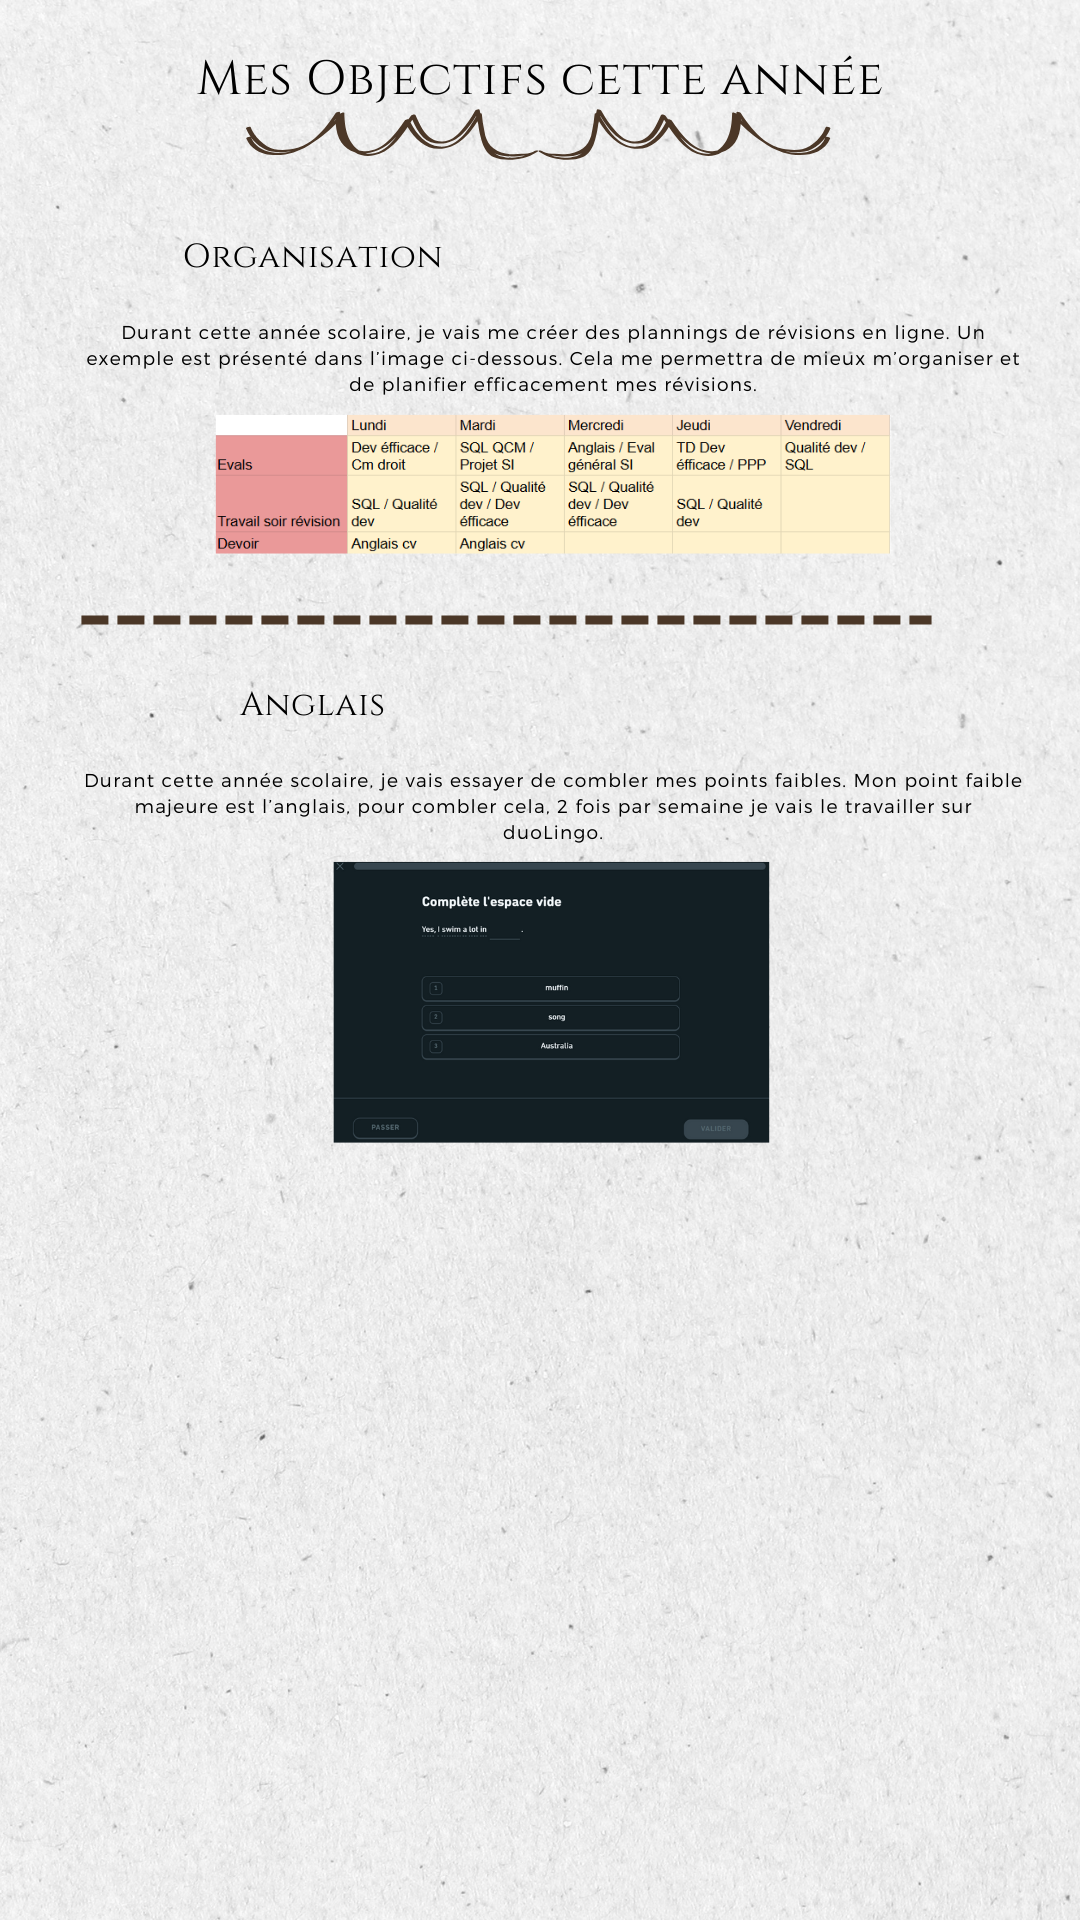 Mes Objectifs cette année
Organisation
Durant cette année scolaire, je vais me créer des plannings de révisions en ligne. Un
exemple est présenté dans l'image ci-dessous. Cela me permettra de mieux m'organiser et
de planifier efficacement mes révisions.
Lundi Mardi Mercredi Jeudi Vendredi
Evals Dev éfficace / Cm droit SQL QCM / Projet SI Anglais / Eval général SI TD Dev éfficace / PPP Qualité dev / SQL
Travail soir révision SQL / Qualité dev SQL / Qualité dev / Dev éfficace SQL / Qualité dev / Dev éfficace SQL / Qualité dev
Devoir Anglais cv Anglais cv
Anglais
Durant cette année scolaire, je vais essayer de combler mes points faibles. Mon point faible
majeure est l'anglais, pour combler cela, 2 fois par semaine je vais le travailler sur
duoLingo.
Complète l'espace vide
Yes, I swim a lot in ______.
1 muffin
2 song
3 Australia
PASSER VALIDER